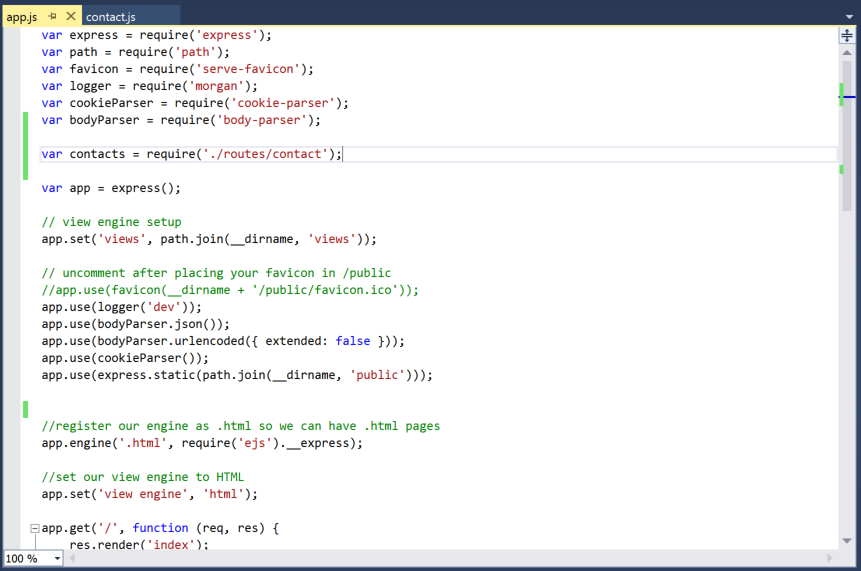 app.js
contact.js
var express = require('express');
var path = require('path');
var favicon = require('serve-favicon');
var logger = require('morgan');
var cookieParser = require('cookie-parser');
var bodyParser = require('body-parser');
var contacts = require('./routes/contact');
var app = express();
// view engine setup
app.set('views', path.join(__dirname, 'views'));
// uncomment after placing your favicon in /public
//app.use(favicon(__dirname + '/public/favicon.ico'));
app.use(logger('dev'));
app.use(bodyParser.json());
app.use(bodyParser.urlencoded({ extended: false }));
app.use(cookieParser());
app.use(express.static(path.join(__dirname, 'public')));
//register our engine as .html so we can have .html pages
app.engine('.html', require('ejs').__express);
//set our view engine to HTML
app.set('view engine', 'html');
app.get('/', function (req, res) {
res.render('index');
100 %